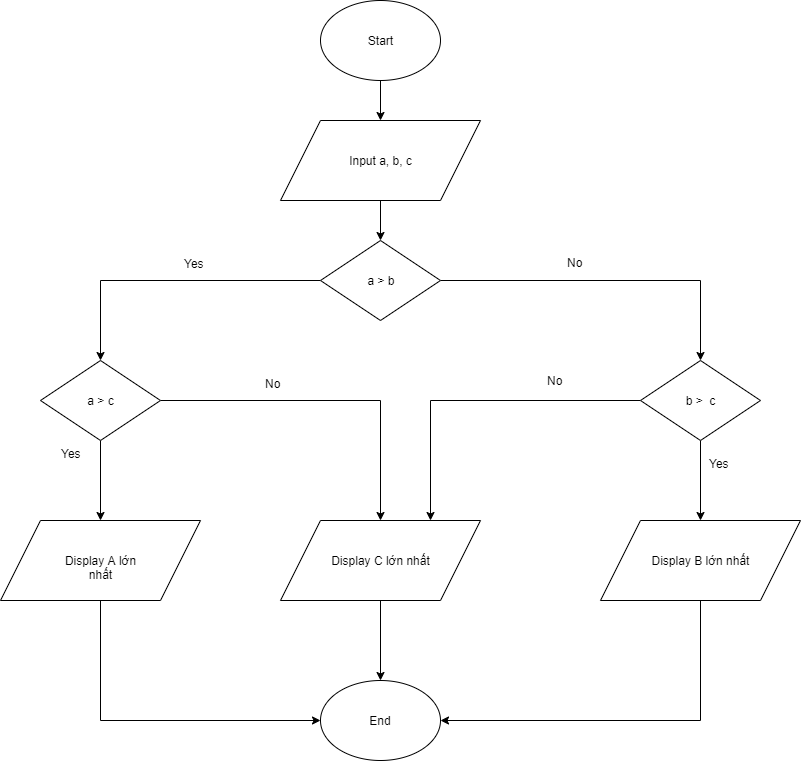 Start
Input a, b, c
Yes
No
a > b
No
No
a > c
b > c
Yes
Yes
Display A lớn
nhất
Display C lớn nhất
Display B lớn nhất
End